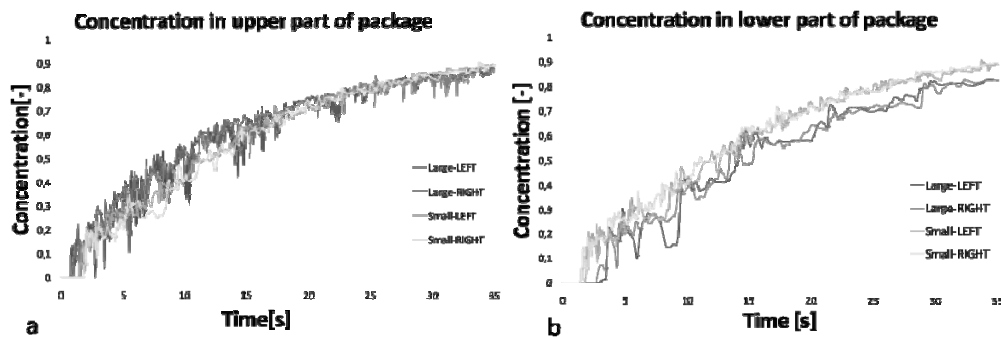 Concentration in upper part of package
Concentration[-]
1
0,9
0,8
0,7
0,6
0,5
0,4
0,3
0,2
0,1
0
0 5 10 15 20 25 30 35
Time[s]
Large-LEFT
Large-RIGHT
Small-LEFT
Small-RIGHT
a
Concentration in lower part of package
Concentration [-]
1
0,9
0,8
0,7
0,6
0,5
0,4
0,3
0,2
0,1
0
0 5 10 15 20 25 30 35
Time [s]
Large-LEFT
Large-RIGHT
Small-LEFT
Small-RIGHT
b